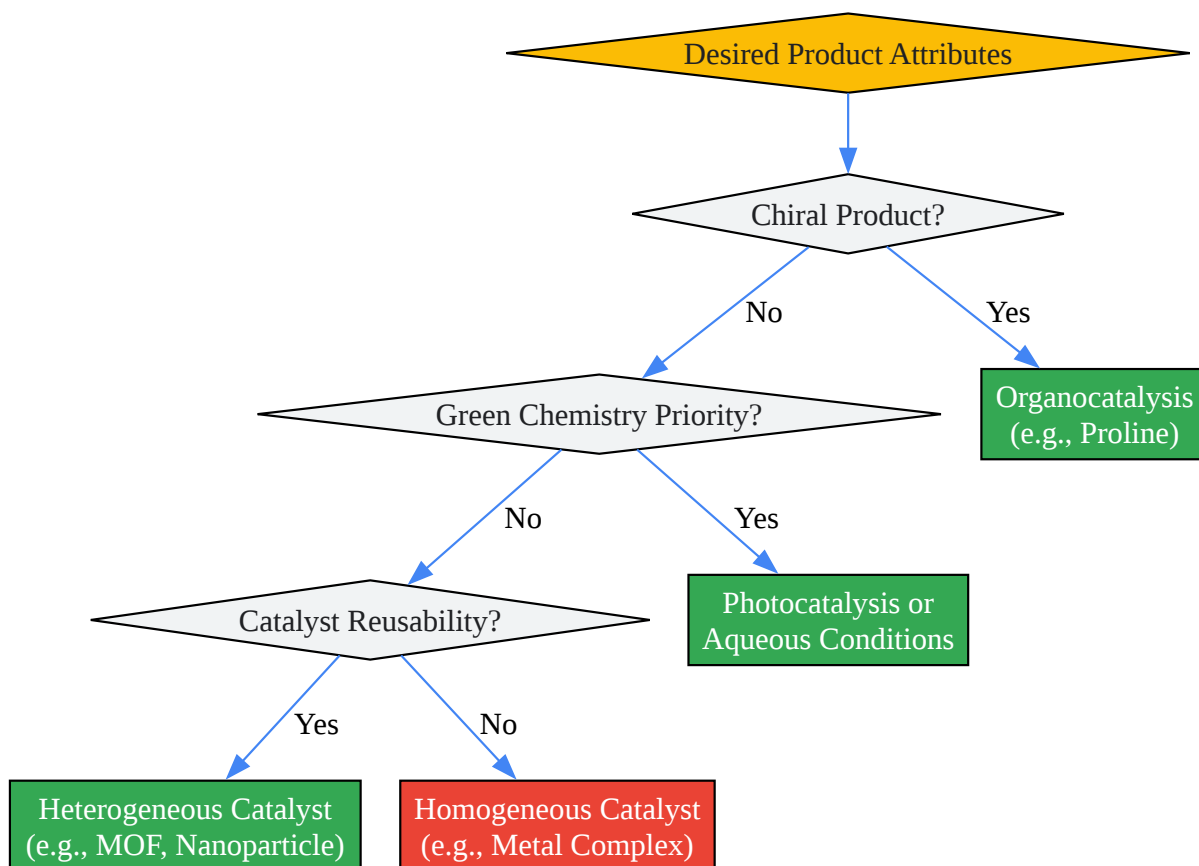 Desired Product Attributes
Chiral Product?
No
Yes
Green Chemistry Priority?
Organocatalysis
(e.g., Proline)
No
Yes
Catalyst Reusability?
Photocatalysis or
Aqueous Conditions
Yes
No
Heterogeneous Catalyst
(e.g., MOF, Nanoparticle)
Homogeneous Catalyst
(e.g., Metal Complex)